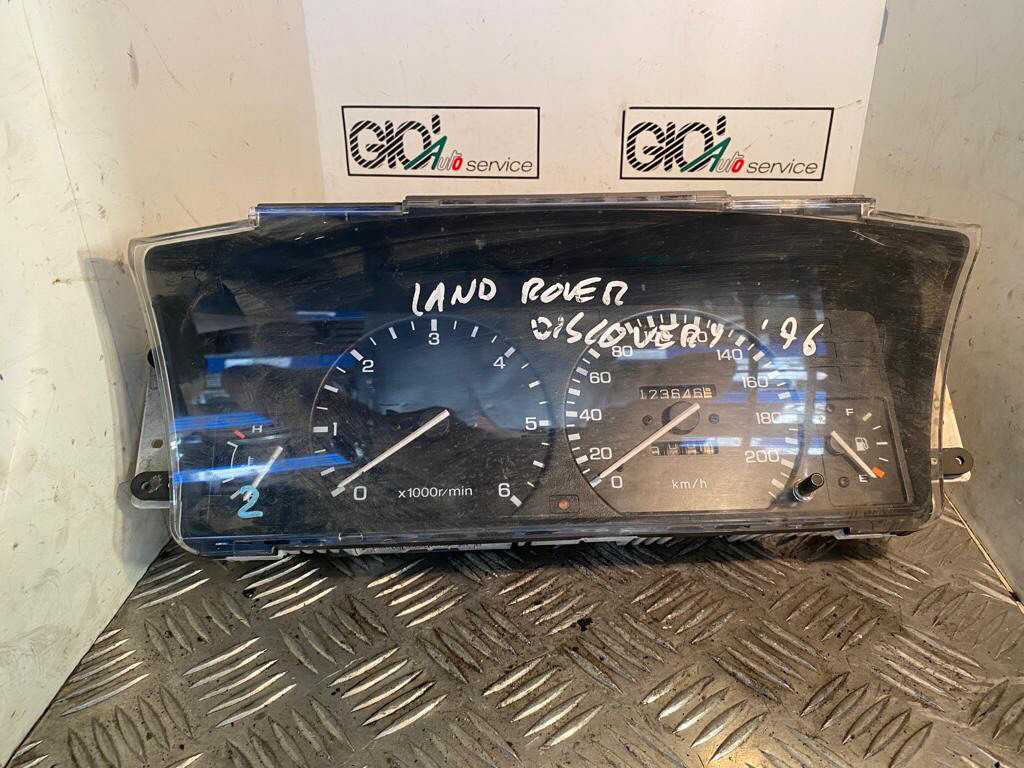 GIO'Auto service
GIO'Auto service
LAND ROVER
DISCOVERY '96
0 1 2 3 4 5 6
x1000r/min
0 20 40 60 80 140 160 180 200
km/h
H
F
E
2